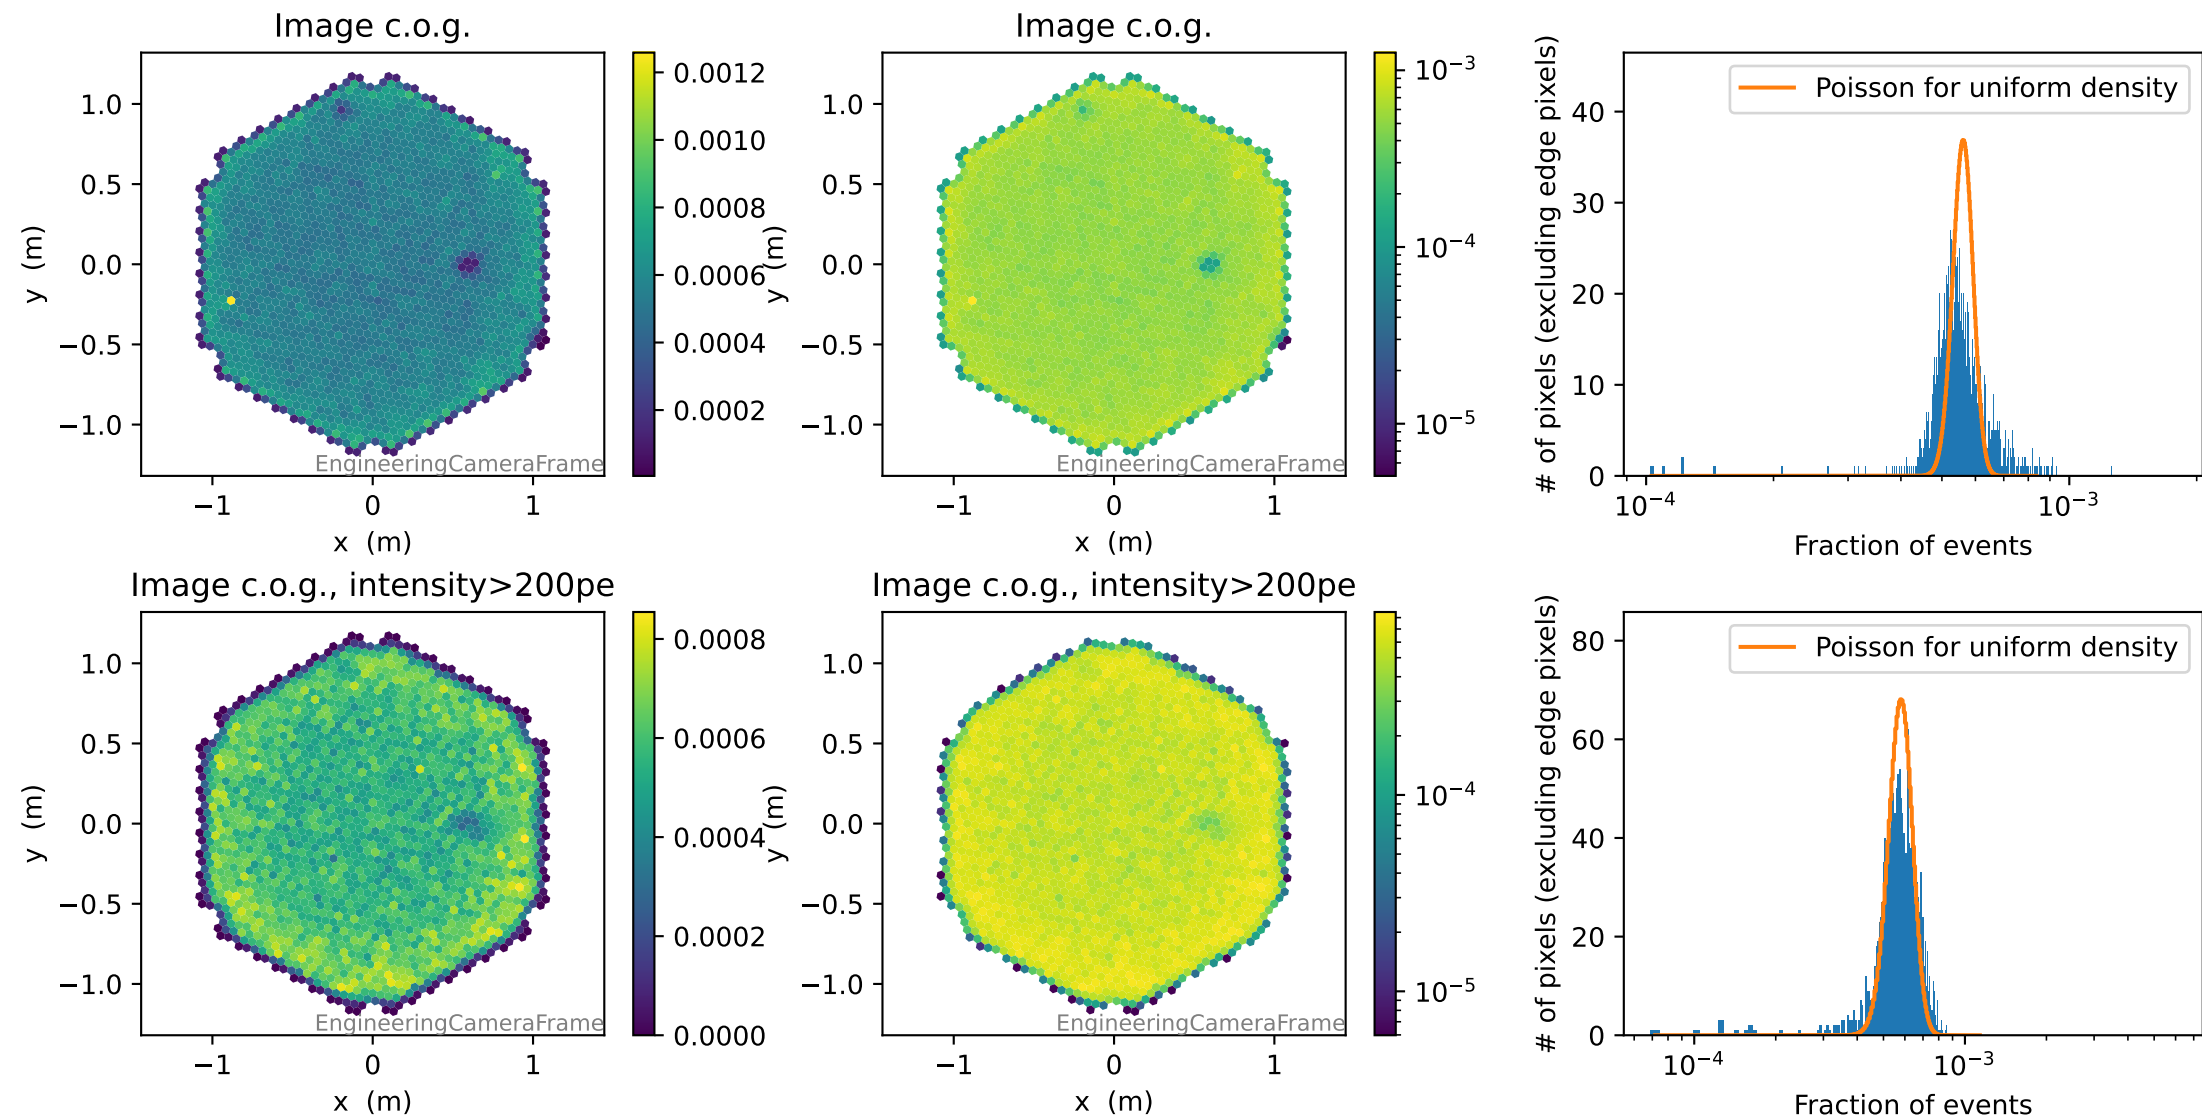 Image c.o.g.
1.0
0.5
0.0
−0.5
−1.0
y (m)
−1
0
1
x (m)
EngineeringCameraFrame
0.0012
0.0010
0.0008
0.0006
0.0004
0.0002
Image c.o.g.
1.0
0.5
0.0
−0.5
−1.0
y (m)
−1
0
1
x (m)
EngineeringCameraFrame
10⁻³
10⁻⁴
10⁻⁵
Poisson for uniform density
# of pixels (excluding edge pixels)
40
30
20
10
0
10⁻⁴
10⁻³
Fraction of events
Image c.o.g., intensity>200pe
1.0
0.5
0.0
−0.5
−1.0
y (m)
−1
0
1
x (m)
EngineeringCameraFrame
0.0008
0.0006
0.0004
0.0002
0.0000
Image c.o.g., intensity>200pe
1.0
0.5
0.0
−0.5
−1.0
y (m)
−1
0
1
x (m)
EngineeringCameraFrame
10⁻⁴
10⁻⁵
Poisson for uniform density
# of pixels (excluding edge pixels)
80
60
40
20
0
10⁻⁴
10⁻³
Fraction of events